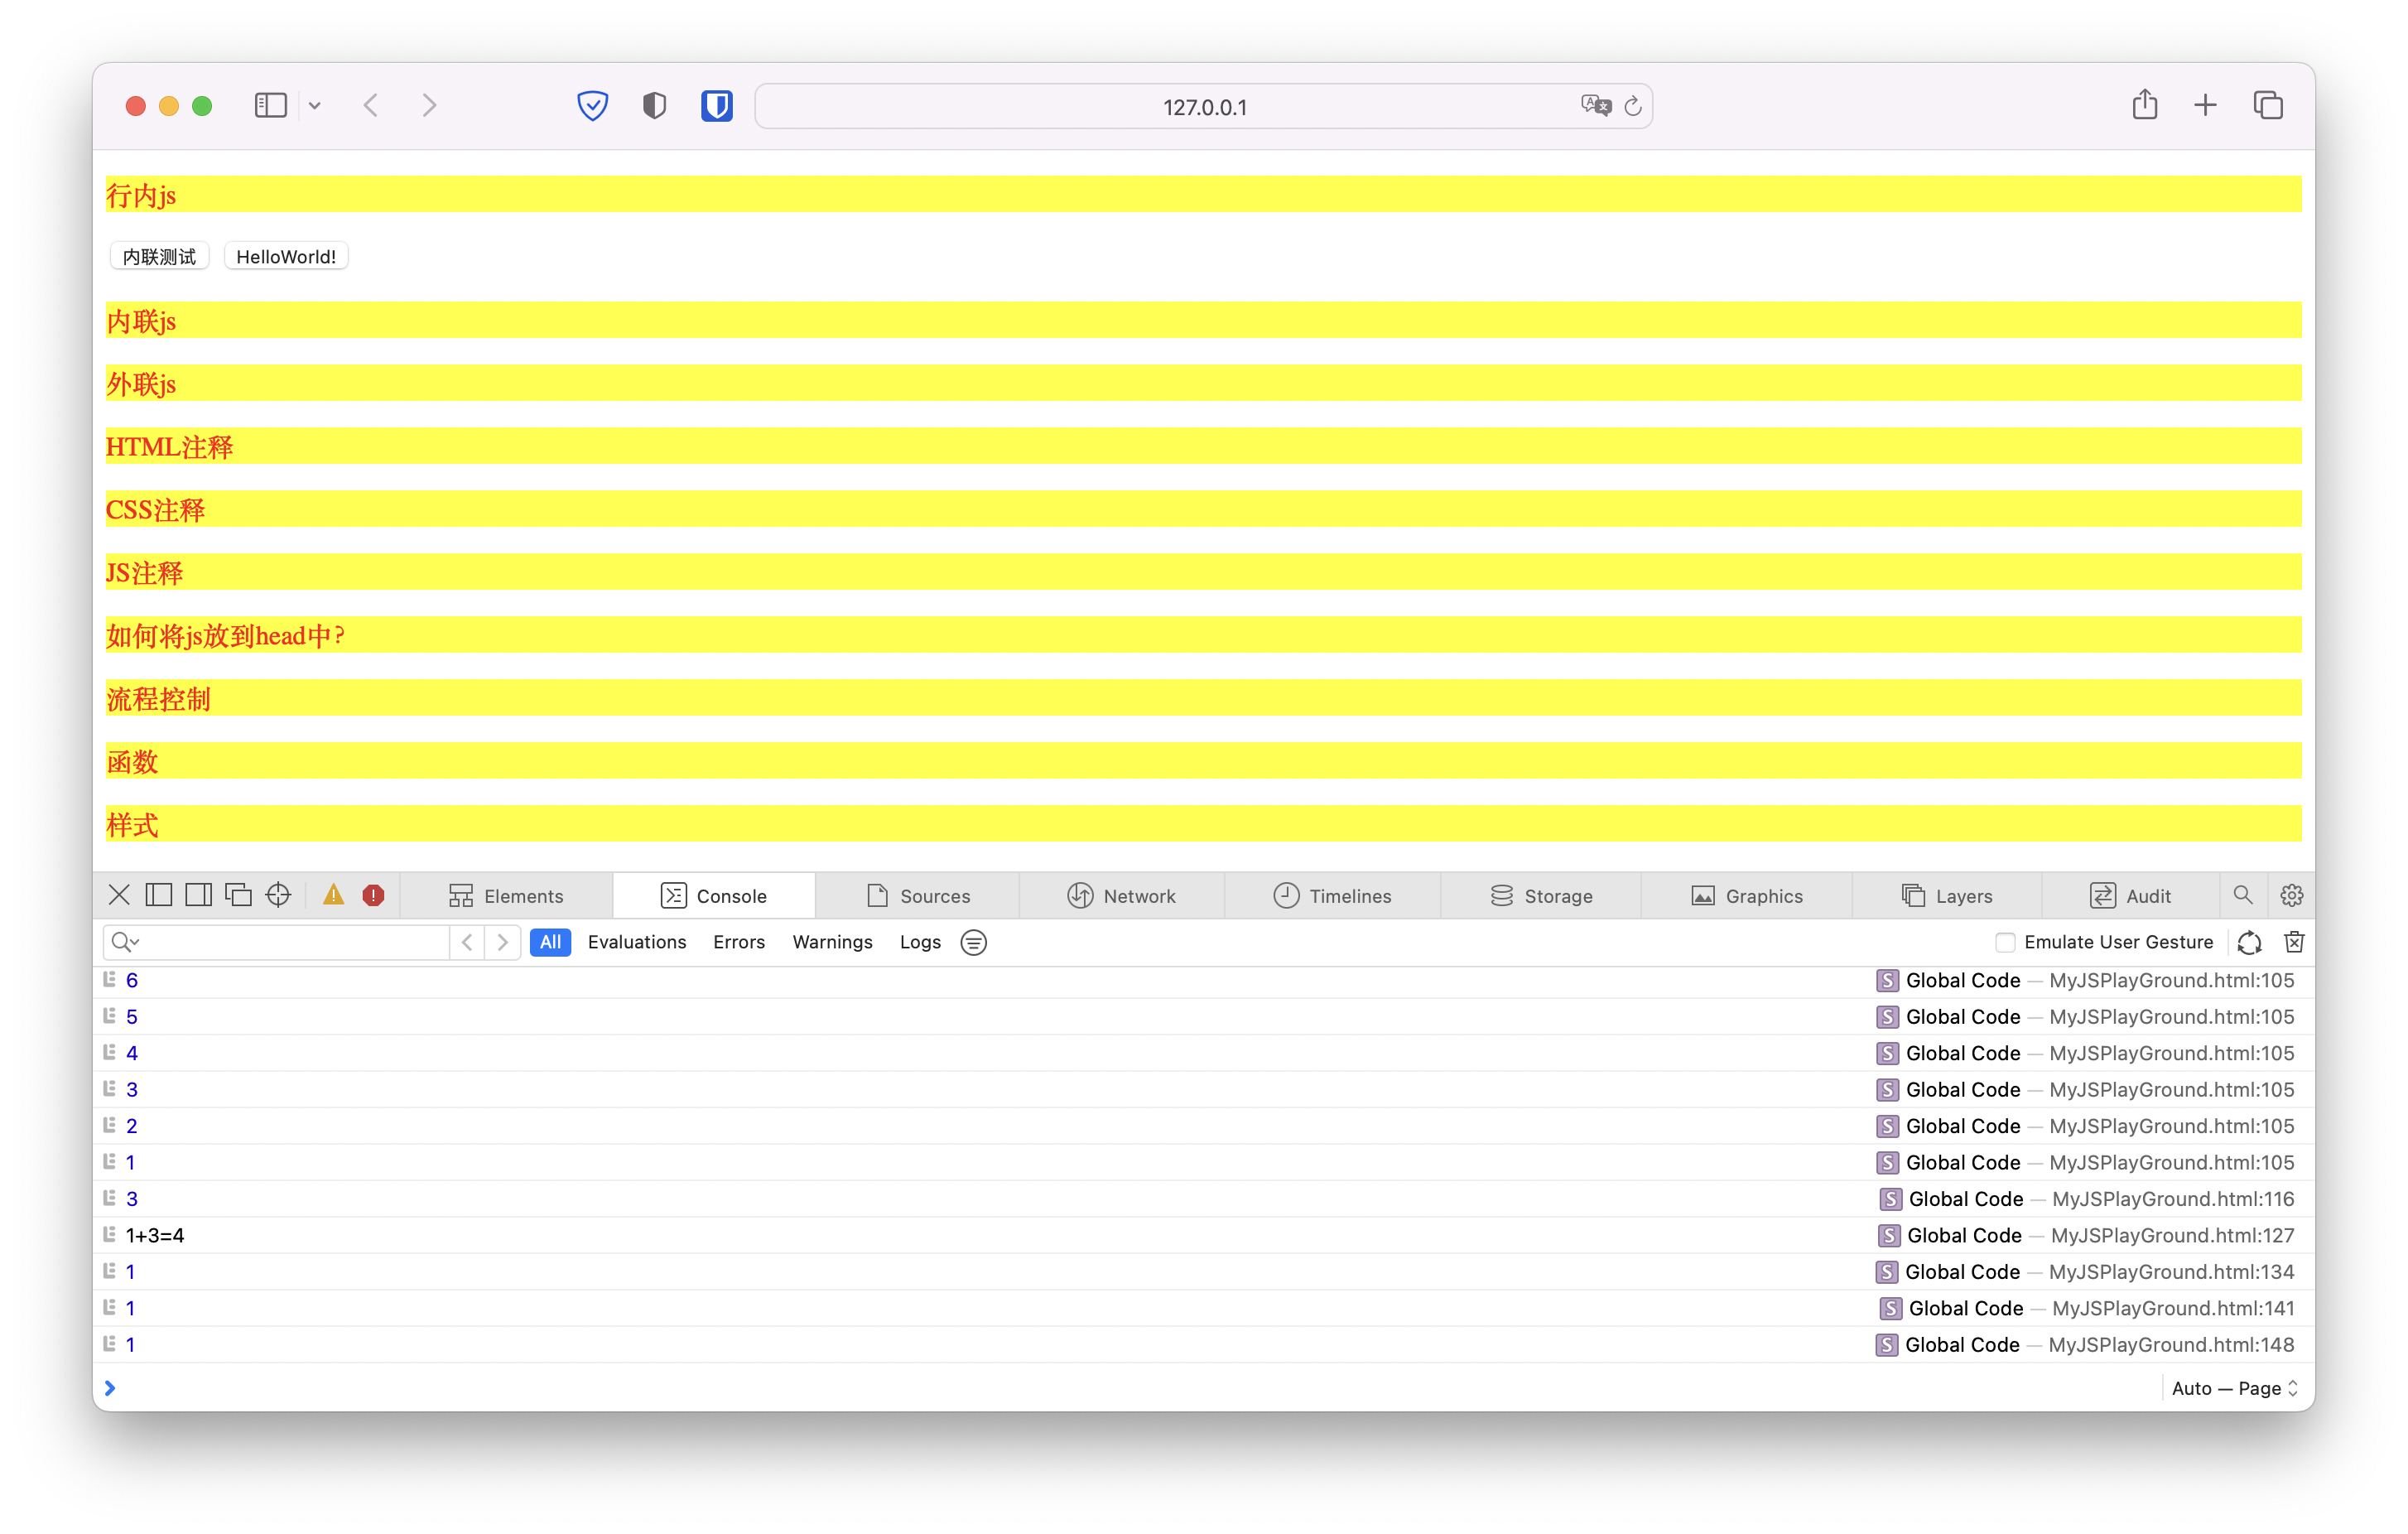 127.0.0.1
行内js
内联测试 HelloWorld!
内联js
外联js
HTML注释
CSS注释
JS注释
如何将js放到head中?
流程控制
函数
样式
Elements Console Sources Network Timelines Storage Graphics Layers Audit
All Evaluations Errors Warnings Logs Emulate User Gesture
6 S Global Code — MyJSPlayGround.html:105
5 S Global Code — MyJSPlayGround.html:105
4 S Global Code — MyJSPlayGround.html:105
3 S Global Code — MyJSPlayGround.html:105
2 S Global Code — MyJSPlayGround.html:105
1 S Global Code — MyJSPlayGround.html:105
3 S Global Code — MyJSPlayGround.html:116
1+3=4 S Global Code — MyJSPlayGround.html:127
1 S Global Code — MyJSPlayGround.html:134
1 S Global Code — MyJSPlayGround.html:141
1 S Global Code — MyJSPlayGround.html:148
Auto — Page